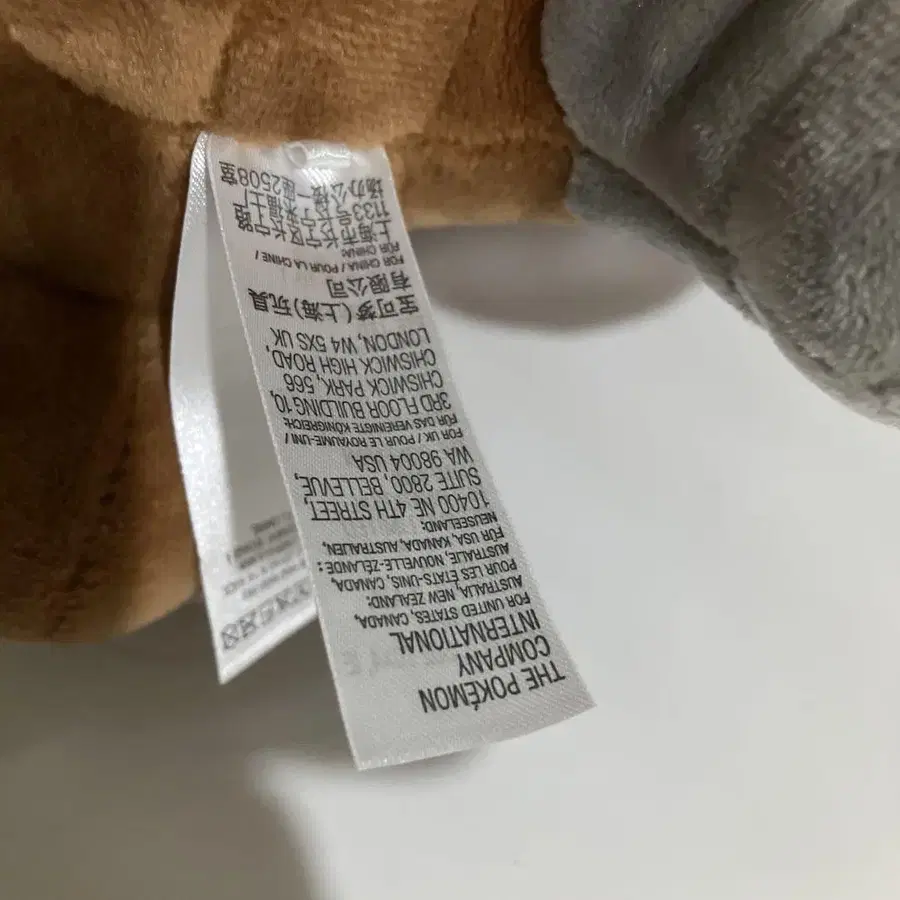 THE POKÉMON
COMPANY
INTERNATIONAL
FOR UNITED STATES, CANADA,
AUSTRALIA, NEW ZEALAND:
POUR LES ÉTATS-UNIS, CANADA,
AUSTRALIE, NOUVELLE-ZÉLANDE:
FÜR USA, KANADA, AUSTRALIEN,
NEUSEELAND:
10400 NE 4TH STREET,
SUITE 2800, BELLEVUE,
WA 98004 USA
FOR UK / POUR LE ROYAUME-UNI /
FÜR DAS VEREINIGTE KÖNIGREICH:
3RD FLOOR BUILDING 10,
CHISWICK PARK, 566
CHISWICK HIGH ROAD,
LONDON, W4 5XS UK
宝可梦(上海)玩具
有限公司
FOR CHINA / POUR LA CHINE /
FÜR CHINA:
上海市长宁区长宁路
1133号长宁来福士广
场办公楼一座2508室